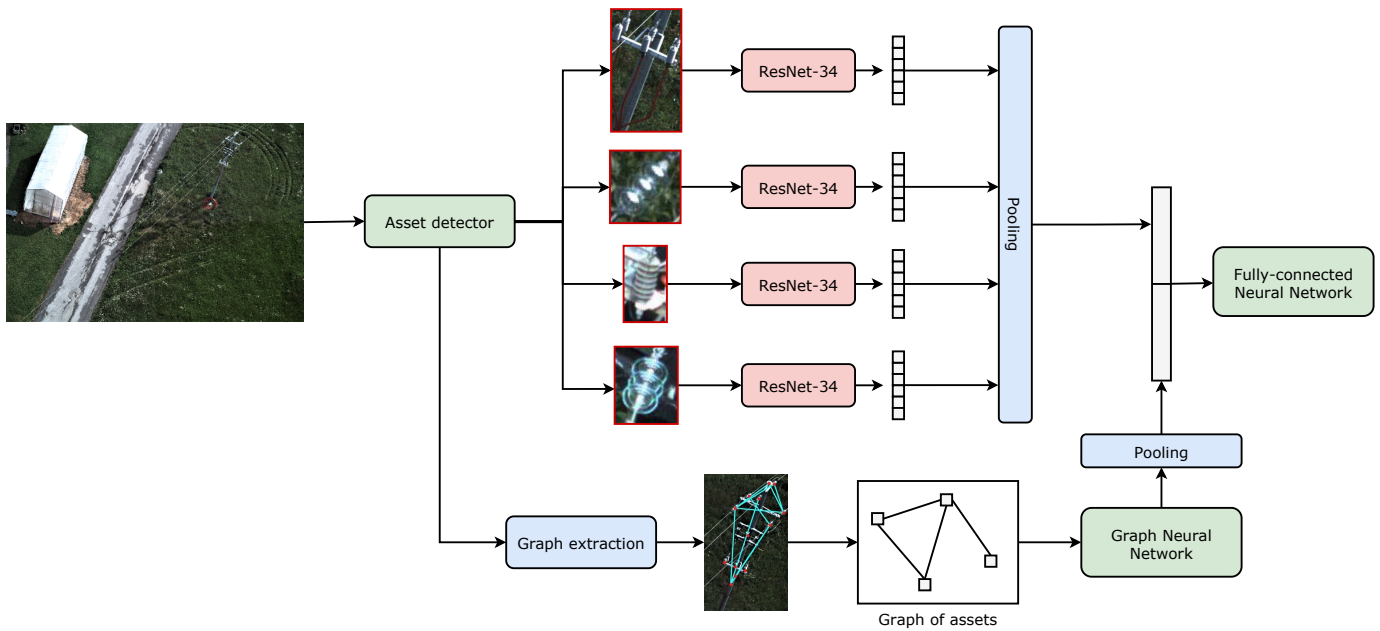 ResNet-34
ResNet-34
Asset detector
Pooling
ResNet-34
Fully-connected
Neural Network
ResNet-34
Pooling
Graph extraction
Graph Neural
Network
Graph of assets